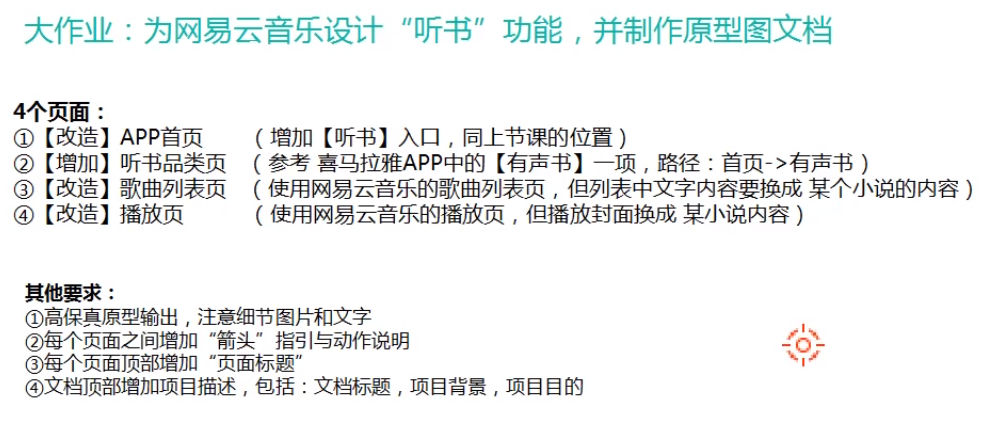 大作业：为网易云音乐设计“听书”功能，并制作原型图文档
4个页面：
①【改造】APP首页 （增加【听书】入口，同上节课的位置）
②【增加】听书品类页 （参考 喜马拉雅APP中的【有声书】一项，路径：首页->有声书）
③【改造】歌曲列表页 （使用网易云音乐的歌曲列表页，但列表中文字内容要换成 某个小说的内容）
④【改造】播放页 （使用网易云音乐的播放页，但播放封面换成 某小说内容）
其他要求：
①高保真原型输出，注意细节图片和文字
②每个页面之间增加“箭头”指引与动作说明
③每个页面顶部增加“页面标题”
④文档顶部增加项目描述，包括：文档标题，项目背景，项目目的